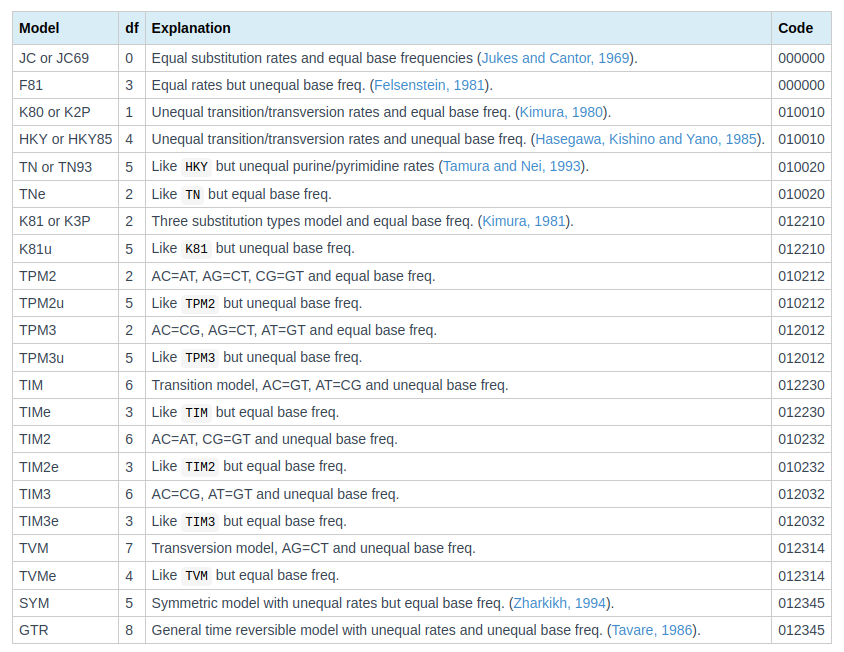 Model df Explanation Code
JC or JC69 0 Equal substitution rates and equal base frequencies (Jukes and Cantor, 1969). 000000
F81 3 Equal rates but unequal base freq. (Felsenstein, 1981). 000000
K80 or K2P 1 Unequal transition/transversion rates and equal base freq. (Kimura, 1980). 010010
HKY or HKY85 4 Unequal transition/transversion rates and unequal base freq. (Hasegawa, Kishino and Yano, 1985). 010010
TN or TN93 5 Like HKY but unequal purine/pyrimidine rates (Tamura and Nei, 1993). 010020
TNe 2 Like TN but equal base freq. 010020
K81 or K3P 2 Three substitution types model and equal base freq. (Kimura, 1981). 012210
K81u 5 Like K81 but unequal base freq. 012210
TPM2 2 AC=AT, AG=CT, CG=GT and equal base freq. 010212
TPM2u 5 Like TPM2 but unequal base freq. 010212
TPM3 2 AC=CG, AG=CT, AT=GT and equal base freq. 012012
TPM3u 5 Like TPM3 but unequal base freq. 012012
TIM 6 Transition model, AC=GT, AT=CG and unequal base freq. 012230
TIMe 3 Like TIM but equal base freq. 012230
TIM2 6 AC=AT, CG=GT and unequal base freq. 010232
TIM2e 3 Like TIM2 but equal base freq. 010232
TIM3 6 AC=CG, AT=GT and unequal base freq. 012032
TIM3e 3 Like TIM3 but equal base freq. 012032
TVM 7 Transversion model, AG=CT and unequal base freq. 012314
TVMe 4 Like TVM but equal base freq. 012314
SYM 5 Symmetric model with unequal rates but equal base freq. (Zharkikh, 1994). 012345
GTR 8 General time reversible model with unequal rates and unequal base freq. (Tavare, 1986). 012345